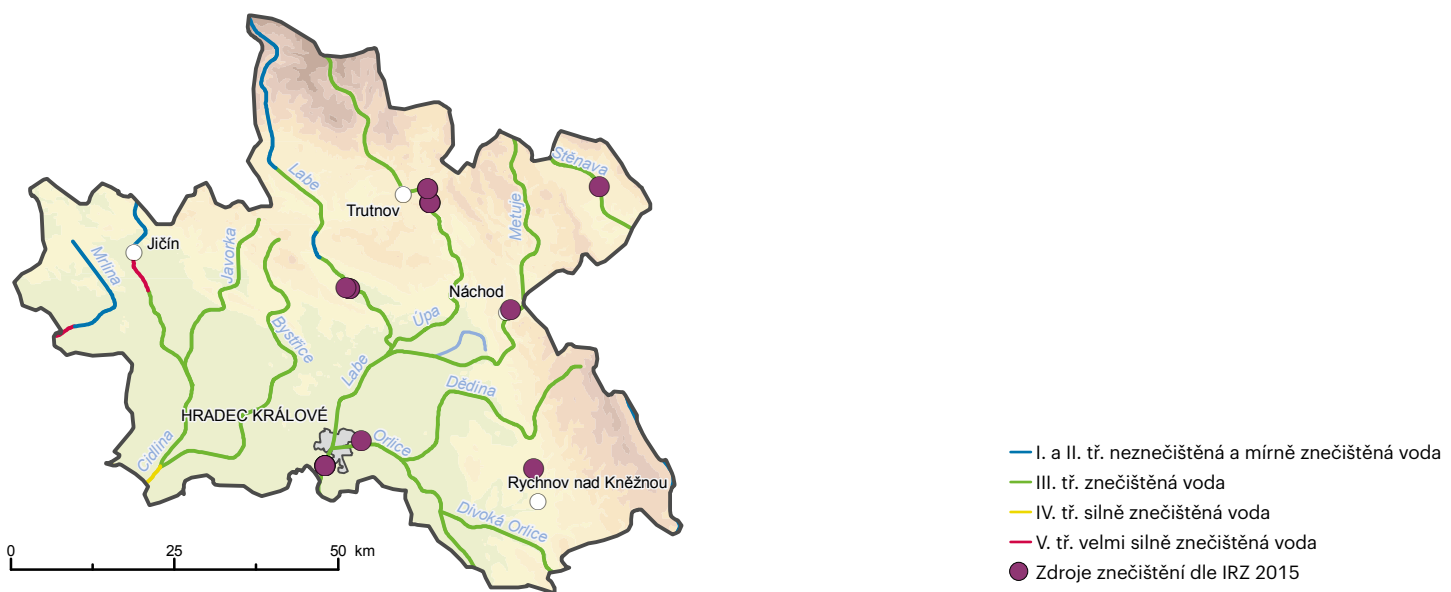 Stěnava
Labe
Trutnov
Metuje
Jičín
Mrlina
Javorka
Náchod
Úpa
Bystřice
Labe
Dědina
HRADEC KRÁLOVÉ
Cidlina
Orlice
Rychnov nad Kněžnou
Divoká Orlice
0 25 50 km
I. a II. tř. neznečištěná a mírně znečištěná voda
III. tř. znečištěná voda
IV. tř. silně znečištěná voda
V. tř. velmi silně znečištěná voda
Zdroje znečištění dle IRZ 2015